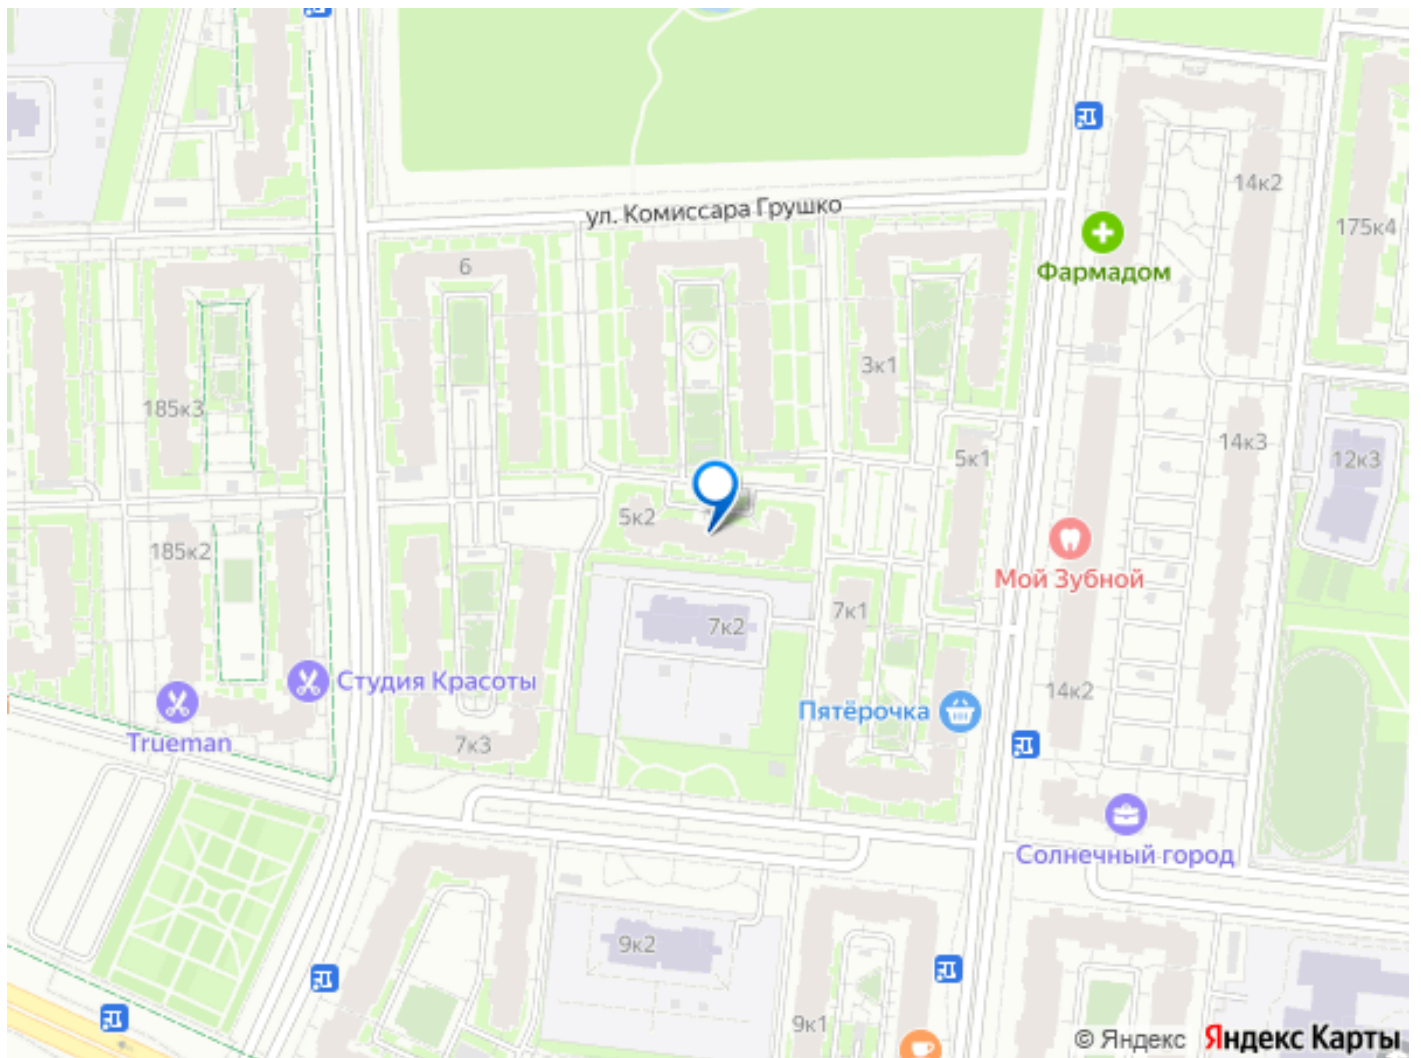 14к2
ул. Комиссара Грушко
175к4
Фармадом
6
3к1
185к3
14к3
5к1
12к3
5к2
185к2
Мой Зубной
7к1
7к2
Студия Красоты
14к2
Пятёрочка
Trueman
7к3
Солнечный город
9к2
9к1
© Яндекс Яндекс Карты